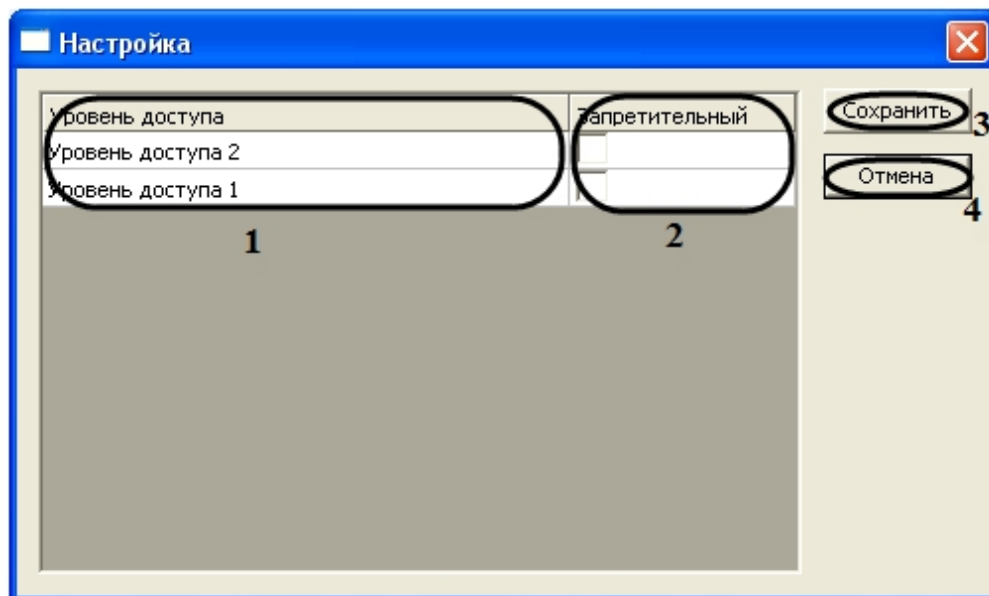 Настройка
Уровень доступа Запретительный
Уровень доступа 2
Уровень доступа 1
Сохранить 3
Отмена 4
1 2